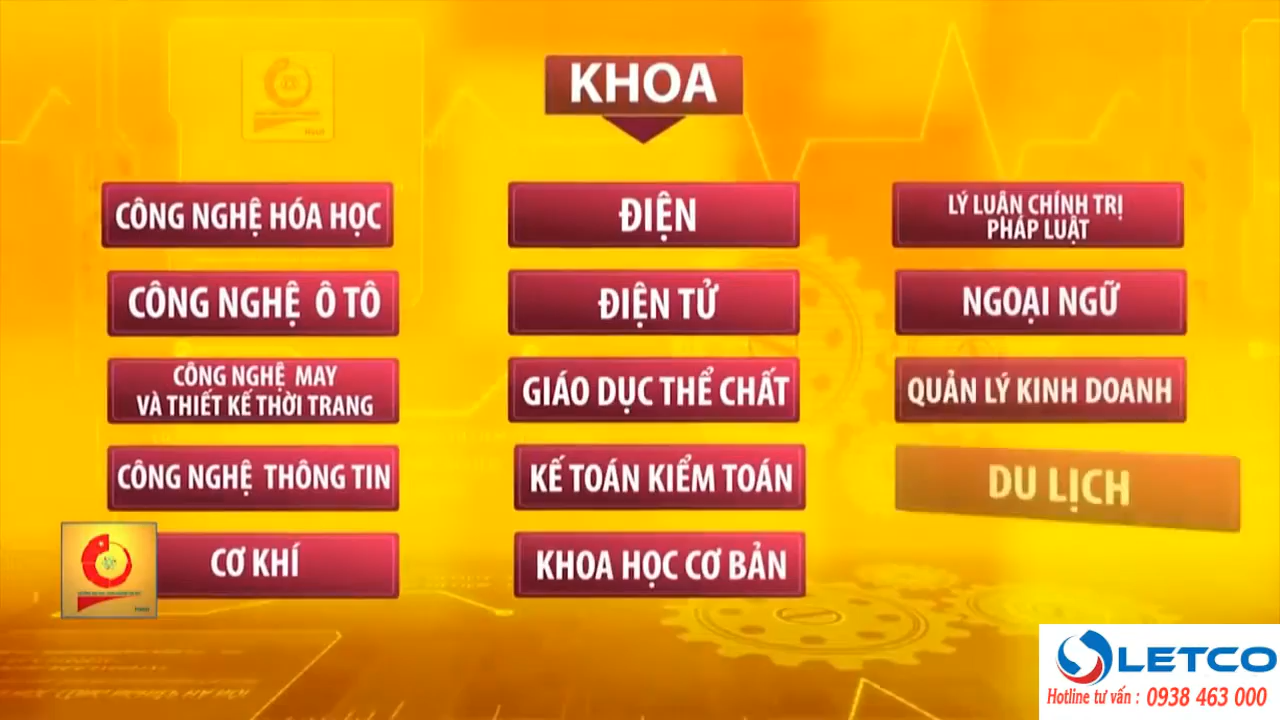 KHOA
CÔNG NGHỆ HÓA HỌC
CÔNG NGHỆ Ô TÔ
CÔNG NGHỆ MAY
VÀ THIẾT KẾ THỜI TRANG
CÔNG NGHỆ THÔNG TIN
CƠ KHÍ
ĐIỆN
ĐIỆN TỬ
GIÁO DỤC THỂ CHẤT
KẾ TOÁN KIỂM TOÁN
KHOA HỌC CƠ BẢN
LÝ LUẬN CHÍNH TRỊ
PHÁP LUẬT
NGOẠI NGỮ
QUẢN LÝ KINH DOANH
DU LỊCH
LETCO
Hotline tư vấn : 0938 463 000